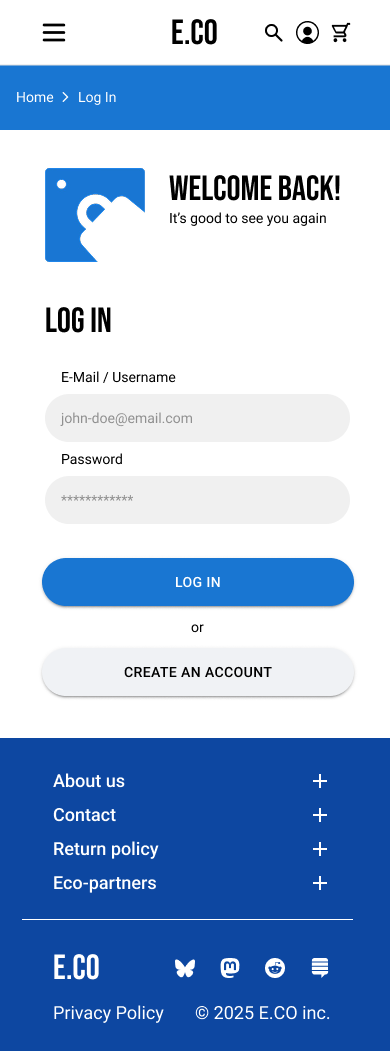 E.CO
Home > Log In
WELCOME BACK!
It's good to see you again
LOG IN
E-Mail / Username
john-doe@email.com
Password
************
LOG IN
or
CREATE AN ACCOUNT
About us
Contact
Return policy
Eco-partners
E.CO
Privacy Policy © 2025 E.CO inc.